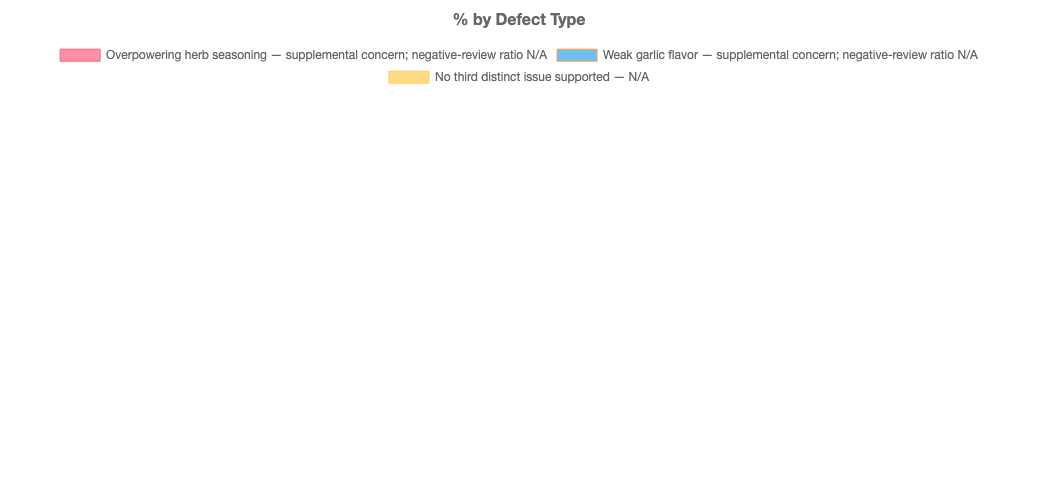 % by Defect Type
Overpowering herb seasoning — supplemental concern; negative-review ratio N/A Weak garlic flavor — supplemental concern; negative-review ratio N/A
No third distinct issue supported — N/A